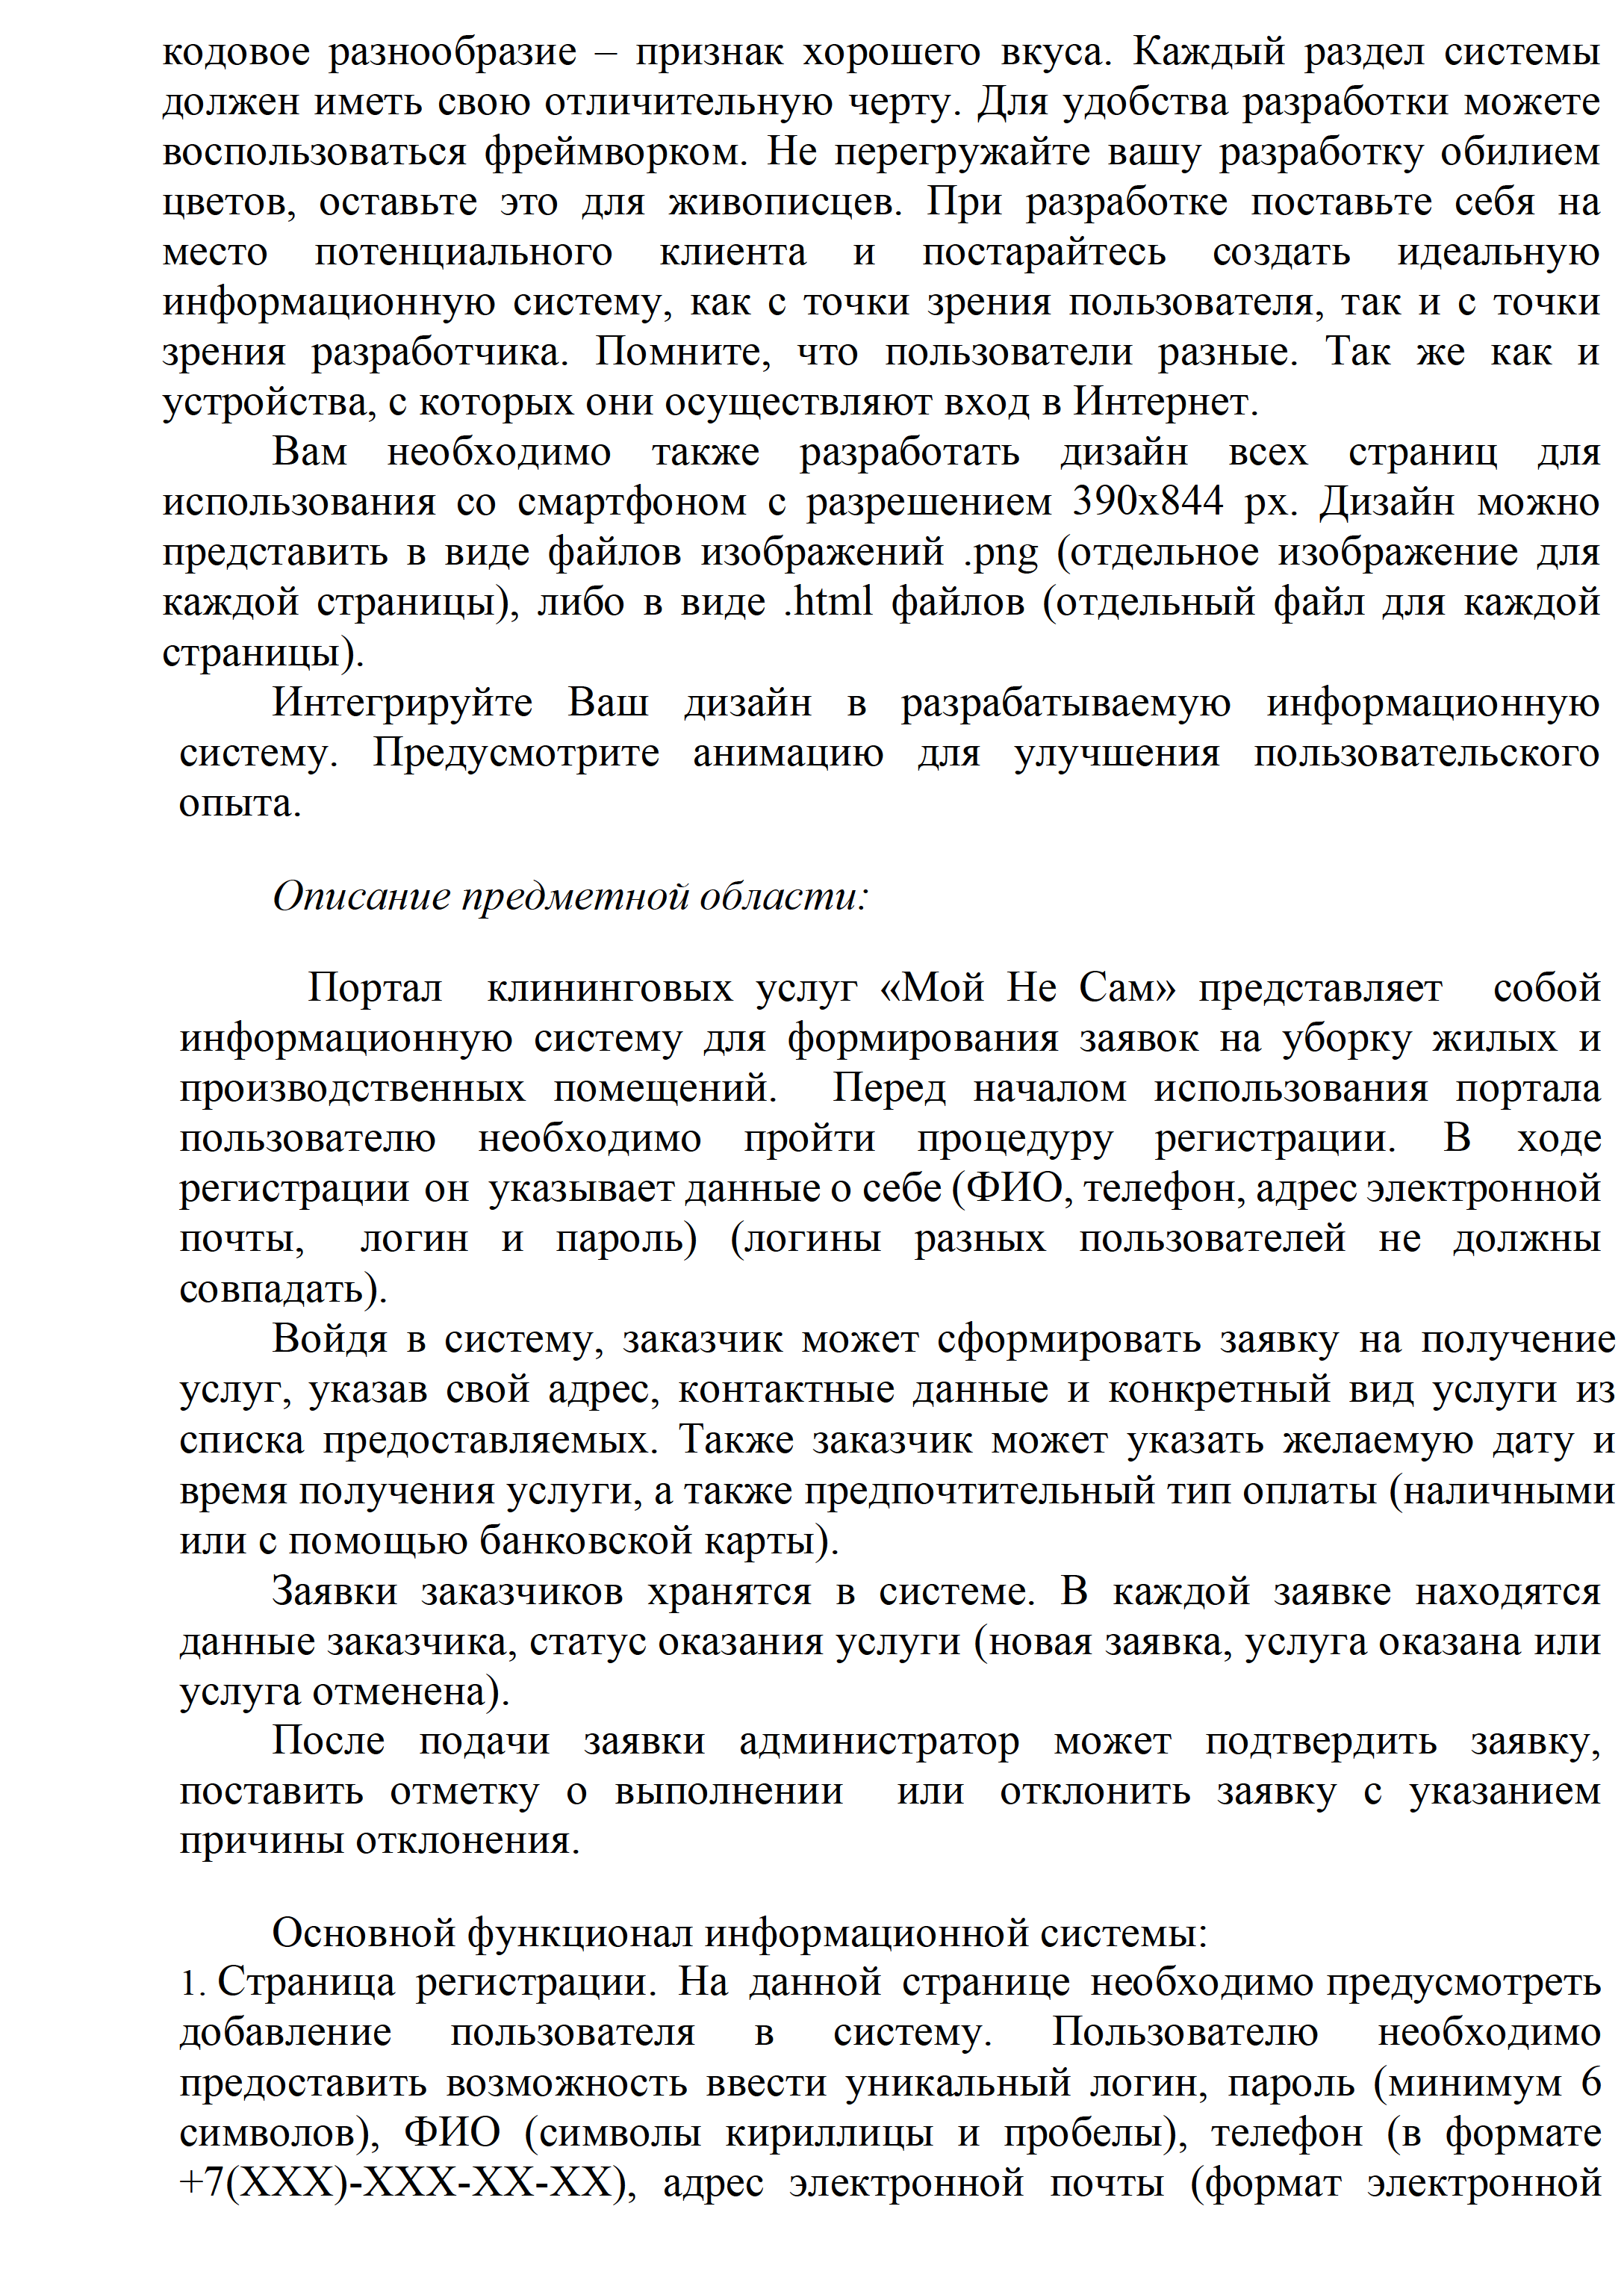 кодовое разнообразие – признак хорошего вкуса. Каждый раздел системы
должен иметь свою отличительную черту. Для удобства разработки можете
воспользоваться фреймворком. Не перегружайте вашу разработку обилием
цветов, оставьте это для живописцев. При разработке поставьте себя на
место потенциального клиента и постарайтесь создать идеальную
информационную систему, как с точки зрения пользователя, так и с точки
зрения разработчика. Помните, что пользователи разные. Так же как и
устройства, с которых они осуществляют вход в Интернет.
Вам необходимо также разработать дизайн всех страниц для
использования со смартфоном с разрешением 390x844 px. Дизайн можно
представить в виде файлов изображений .png (отдельное изображение для
каждой страницы), либо в виде .html файлов (отдельный файл для каждой
страницы).
Интегрируйте Ваш дизайн в разрабатываемую информационную
систему. Предусмотрите анимацию для улучшения пользовательского
опыта.
Описание предметной области:
Портал клининговых услуг «Мой Не Сам» представляет собой
информационную систему для формирования заявок на уборку жилых и
производственных помещений. Перед началом использования портала
пользователю необходимо пройти процедуру регистрации. В ходе
регистрации он указывает данные о себе (ФИО, телефон, адрес электронной
почты, логин и пароль) (логины разных пользователей не должны
совпадать).
Войдя в систему, заказчик может сформировать заявку на получение
услуг, указав свой адрес, контактные данные и конкретный вид услуги из
списка предоставляемых. Также заказчик может указать желаемую дату и
время получения услуги, а также предпочтительный тип оплаты (наличными
или с помощью банковской карты).
Заявки заказчиков хранятся в системе. В каждой заявке находятся
данные заказчика, статус оказания услуги (новая заявка, услуга оказана или
услуга отменена).
После подачи заявки администратор может подтвердить заявку,
поставить отметку о выполнении или отклонить заявку с указанием
причины отклонения.
Основной функционал информационной системы:
1. Страница регистрации. На данной странице необходимо предусмотреть
добавление пользователя в систему. Пользователю необходимо
предоставить возможность ввести уникальный логин, пароль (минимум 6
символов), ФИО (символы кириллицы и пробелы), телефон (в формате
+7(XXX)-XXX-XX-XX), адрес электронной почты (формат электронной